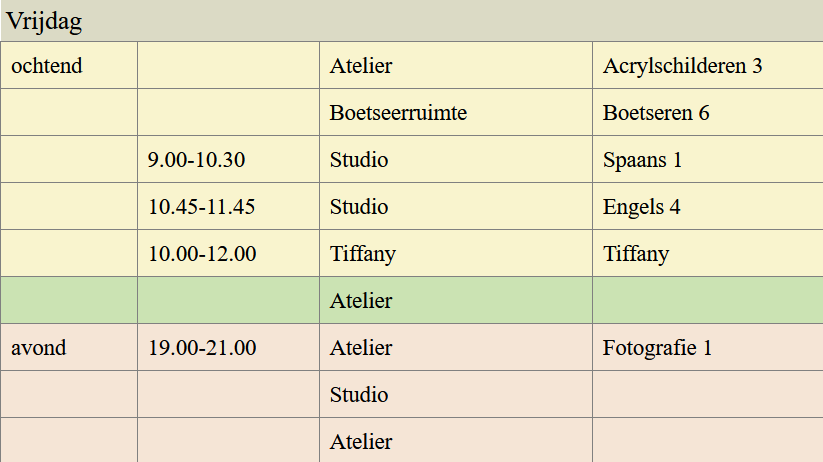 Vrijdag
ochtend Atelier Acrylschilderen 3
Boetseerruimte Boetseren 6
9.00-10.30 Studio Spaans 1
10.45-11.45 Studio Engels 4
10.00-12.00 Tiffany Tiffany
Atelier
avond 19.00-21.00 Atelier Fotografie 1
Studio
Atelier